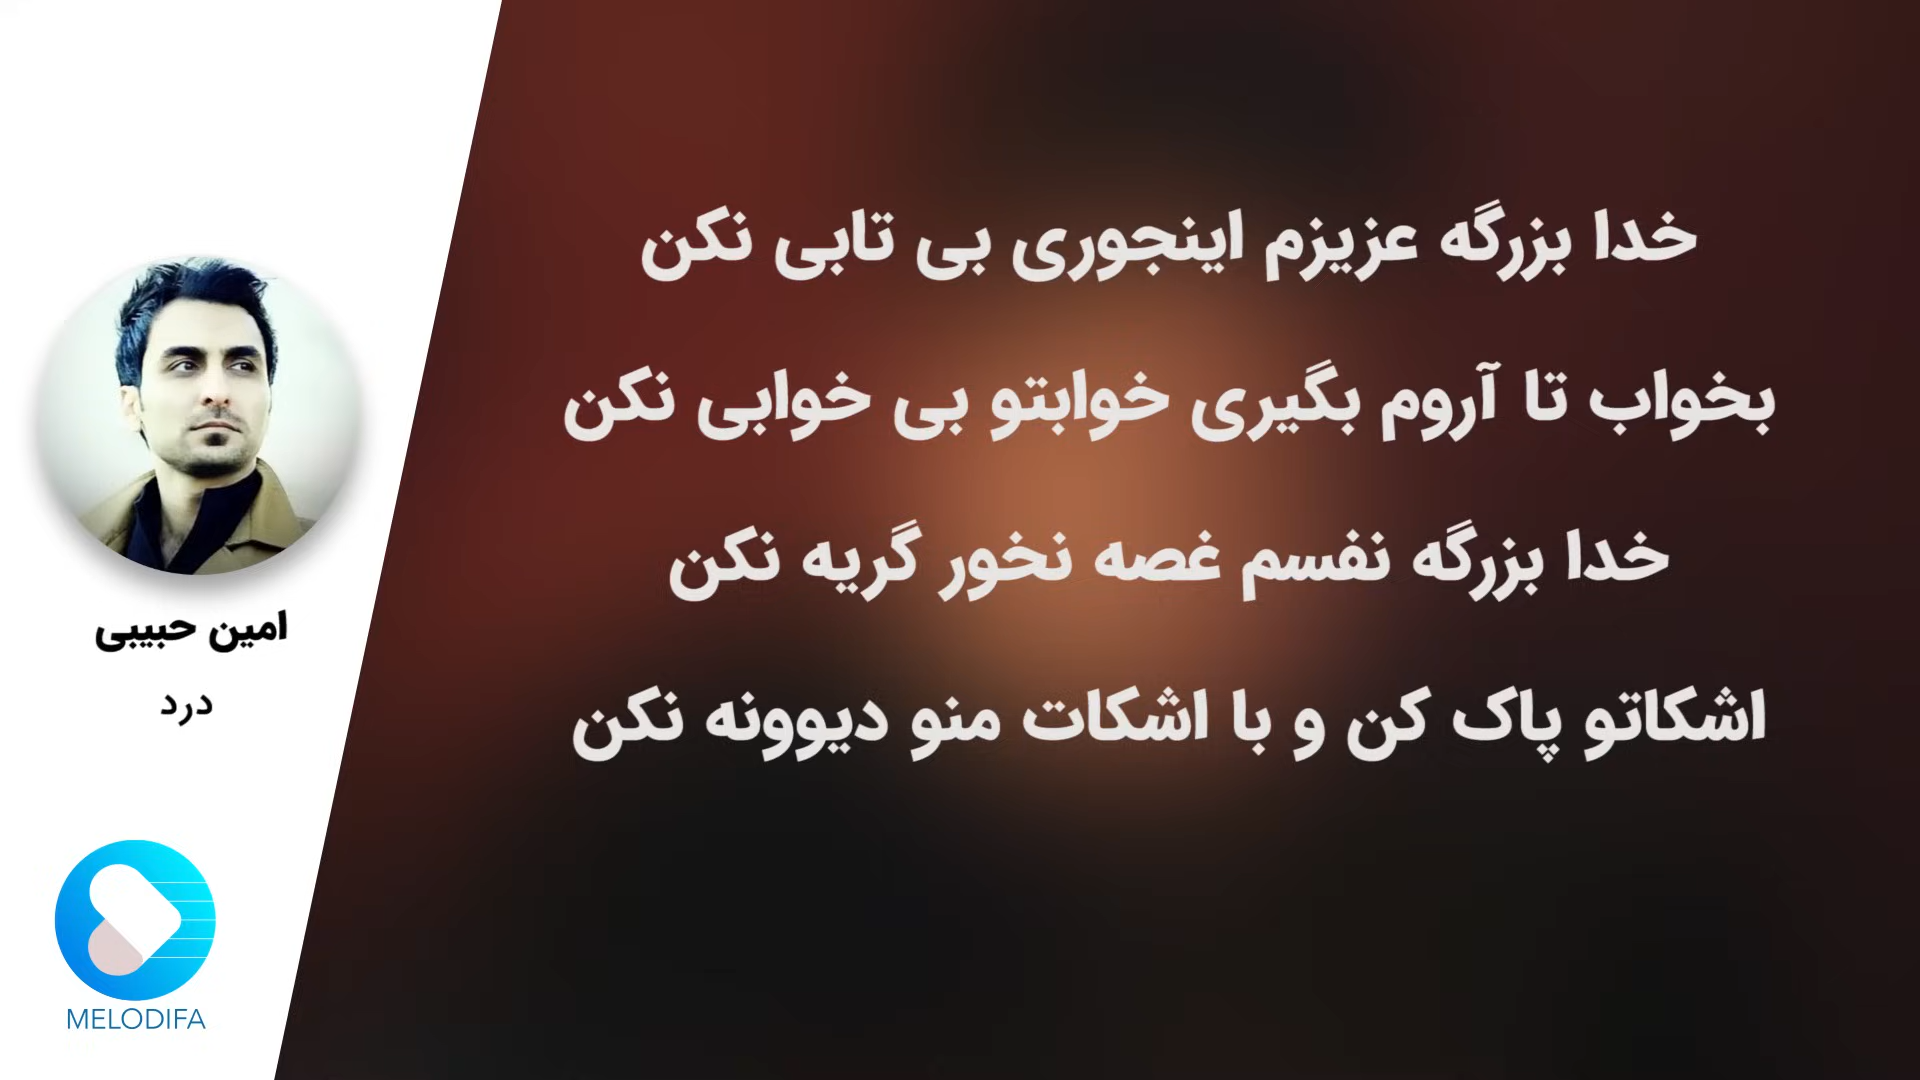 خدا بزرگه عزیزم اینجوری بی تابی نکن
بخواب تا آروم بگیری خوابتو بی خوابی نکن
خدا بزرگه نفسم غصه نخور گریه نکن
اشکاتو پاک کن و با اشکات منو دیوونه نکن
امین حبیبی
درد
MELODIFA